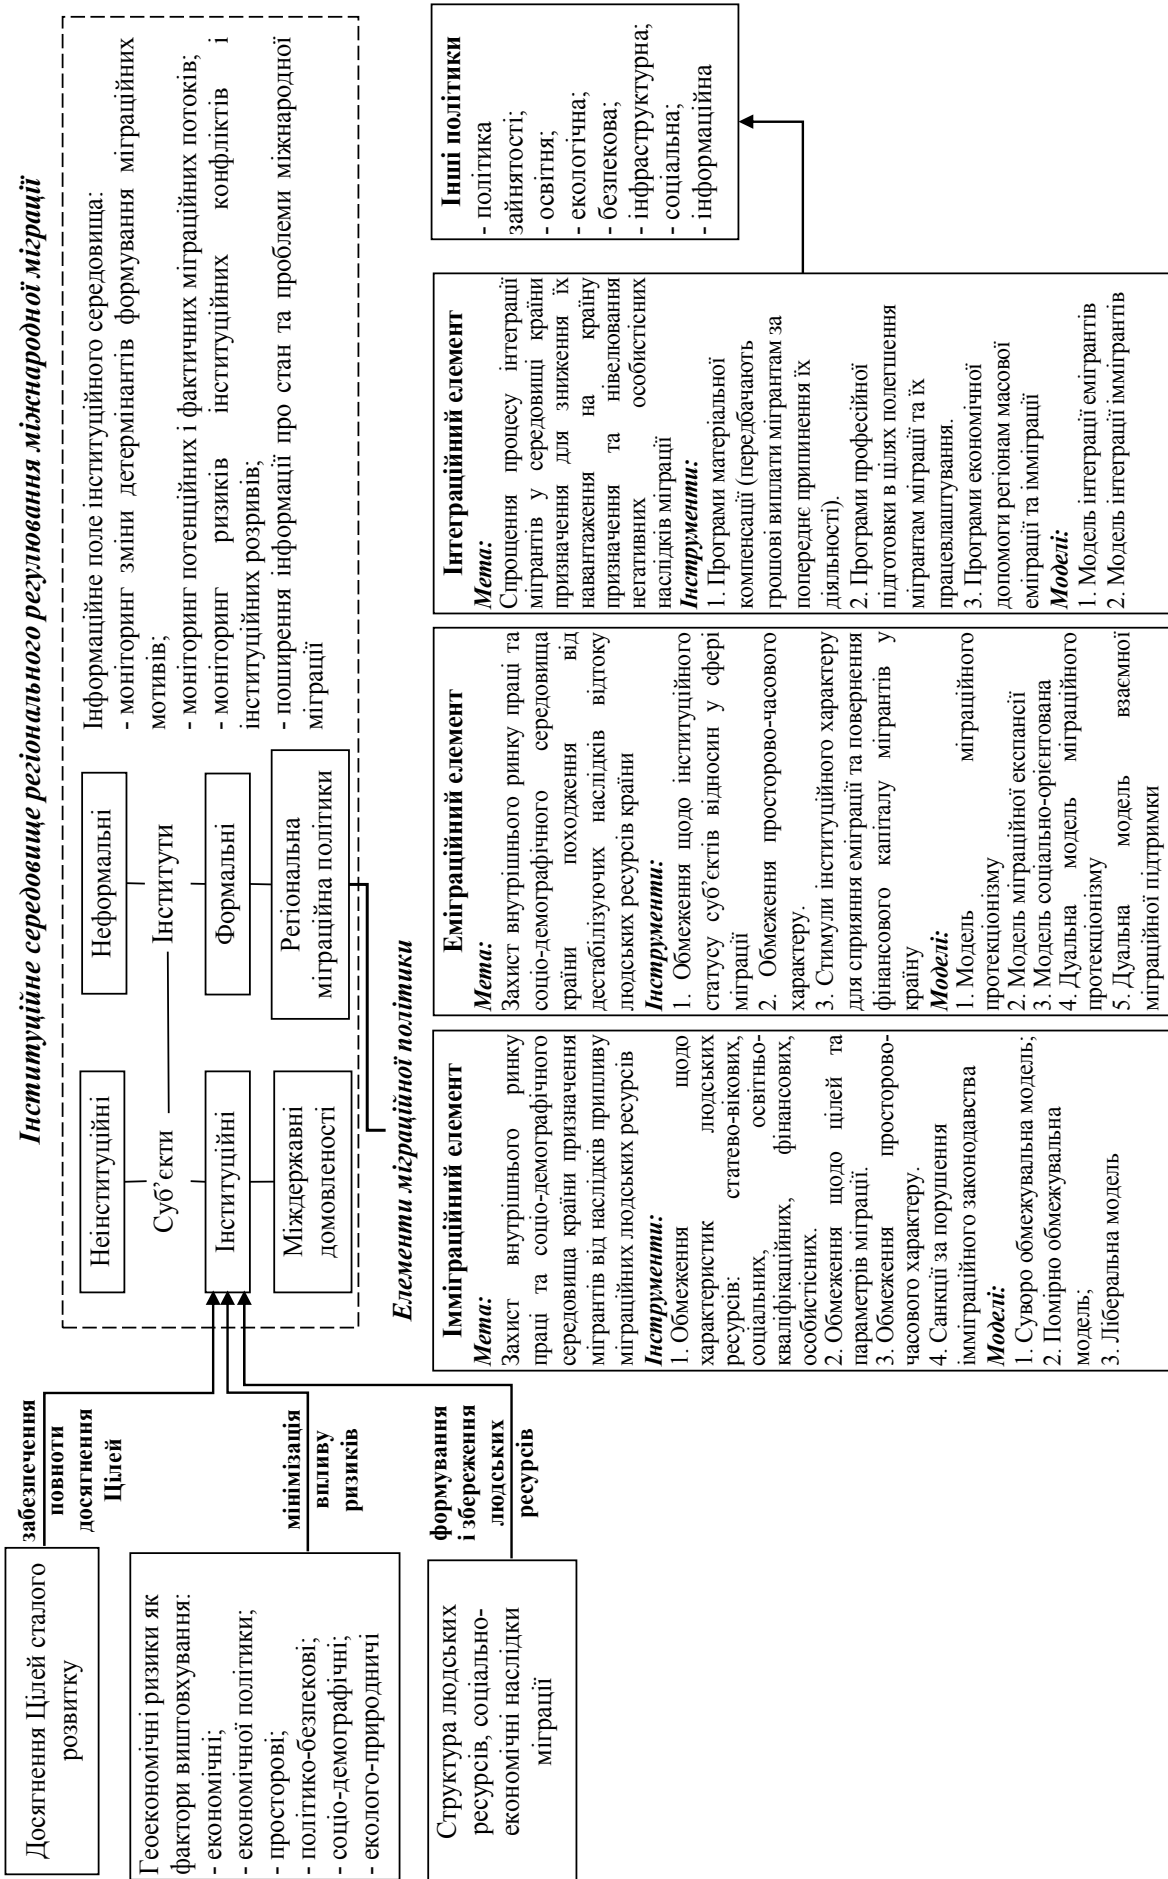 Інституційне середовище регіонального регулювання міжнародної міграції
Досягнення Цілей сталого
розвитку
забезпечення
повноти
досягнення
Цілей
Геоекономічні ризики як
фактори виштовхування:
- економічні;
- економічної політики;
- просторові;
- політико-безпекові;
- соціо-демографічні;
- еколого-природничі
мінімізація
впливу
ризиків
Структура людських
ресурсів, соціально-
економічні наслідки
міграції
формування
і збереження
людських
ресурсів
Неінституційні
Суб’єкти
Інституційні
Міждержавні
домовленості
Неформальні
Інститути
Формальні
Регіональна
міграційна політики
Інформаційне поле інституційного середовища:
- моніторинг зміни детермінантів формування міграційних
мотивів;
- моніторинг потенційних і фактичних міграційних потоків;
- моніторинг ризиків інституційних конфліктів і
інституційних розривів;
- поширення інформації про стан та проблеми міжнародної
міграції
Елементи міграційної політики
Імміграційний елемент
Мета:
Захист внутрішнього ринку
праці та соціо-демографічного
середовища країни призначення
мігрантів від наслідків припливу
міграційних людських ресурсів
Інструменти:
1. Обмеження щодо
характеристик людських
ресурсів: статево-вікових,
соціальних, освітньо-
кваліфікаційних, фінансових,
особистісних.
2. Обмеження щодо цілей та
параметрів міграції.
3. Обмеження просторово-
часового характеру.
4. Санкції за порушення
імміграційного законодавства
Моделі:
1. Суворо обмежувальна модель;
2. Помірно обмежувальна
модель;
3. Ліберальна модель
Еміграційний елемент
Мета:
Захист внутрішнього ринку праці та
соціо-демографічного середовища
країни походження від
дестабілізуючих наслідків відтоку
людських ресурсів країни
Інструменти:
1. Обмеження щодо інституційного
статусу суб’єктів відносин у сфері
міграції
2. Обмеження просторово-часового
характеру.
3. Стимули інституційного характеру
для сприяння еміграції та повернення
фінансового капіталу мігрантів у
країну
Моделі:
1. Модель міграційного
протекціонізму
2. Модель міграційної експансії
3. Модель соціально-орієнтована
4. Дуальна модель міграційного
протекціонізму
5. Дуальна модель взаємної
міграційної підтримки
Інтеграційний елемент
Мета:
Спрощення процесу інтеграції
мігрантів у середовищі країни
призначення для зниження їх
навантаження на країну
призначення та нівелювання
негативних особистісних
наслідків міграції
Інструменти:
1. Програми матеріальної
компенсації (передбачають
грошові виплати мігрантам за
попереднє припинення їх
діяльності).
2. Програми професійної
підготовки в цілях полегшення
мігрантам міграції та їх
працевлаштування.
3. Програми економічної
допомоги регіонам масової
еміграції та імміграції
Моделі:
1. Модель інтеграції емігрантів
2. Модель інтеграції іммігрантів
Інші політики
- політика
зайнятості;
- освітня;
- екологічна;
- безпекова;
- інфраструктурна;
- соціальна;
- інформаційна